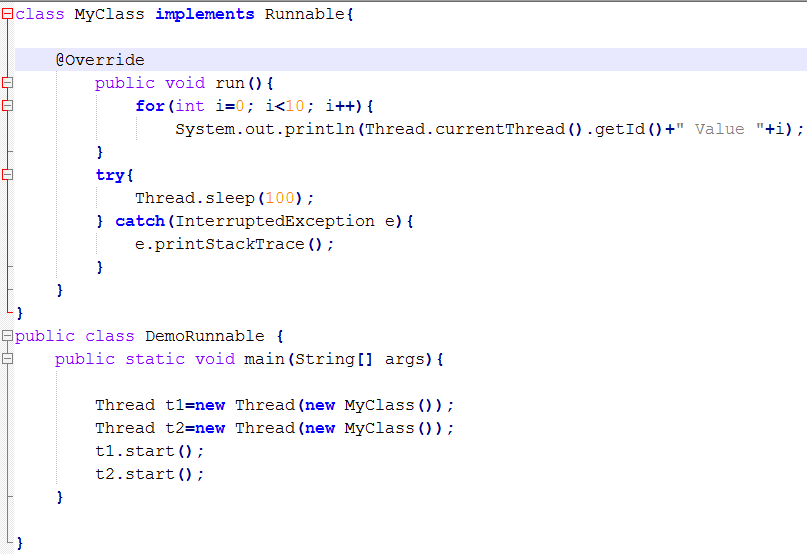 class MyClass implements Runnable{
@Override
public void run(){
for(int i=0; i<10; i++){
System.out.println(Thread.currentThread().getId()+" Value "+i);
}
try{
Thread.sleep(100);
} catch(InterruptedException e){
e.printStackTrace();
}
}
}
public class DemoRunnable {
public static void main(String[] args){
Thread t1=new Thread(new MyClass());
Thread t2=new Thread(new MyClass());
t1.start();
t2.start();
}
}